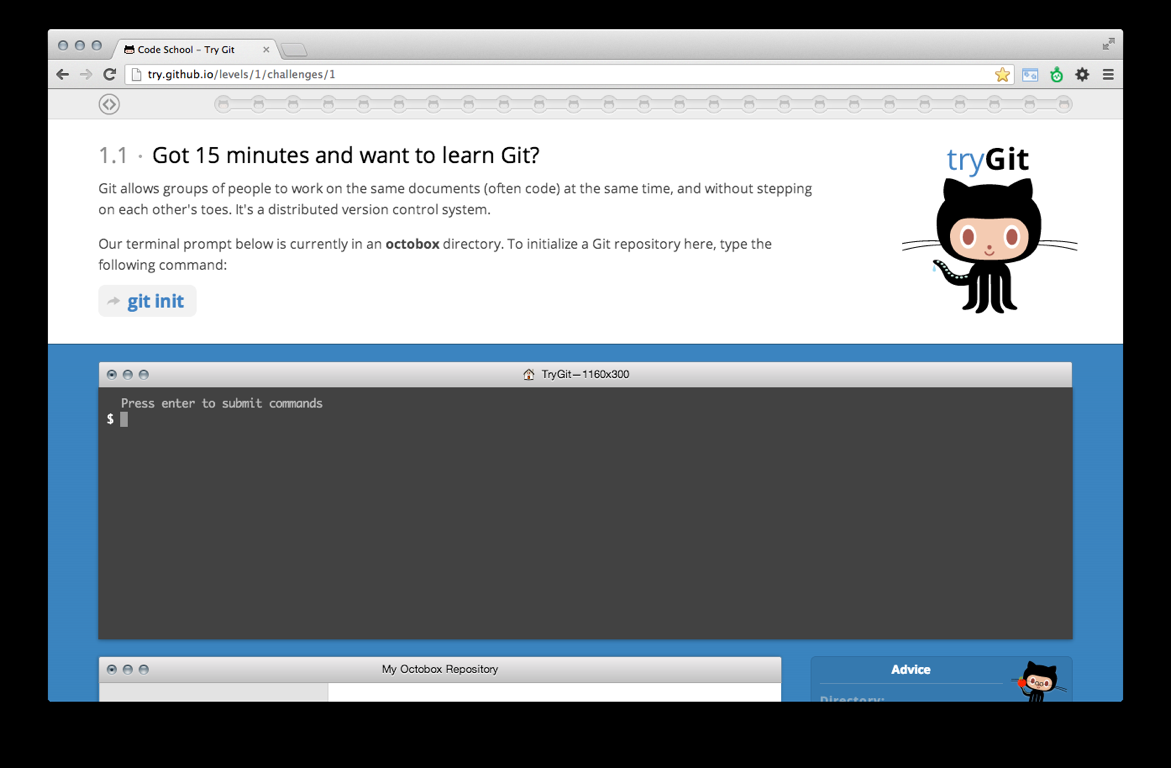 Code School - Try Git
try.github.io/levels/1/challenges/1
1.1 · Got 15 minutes and want to learn Git?
Git allows groups of people to work on the same documents (often code) at the same time, and without stepping
on each other's toes. It's a distributed version control system.
Our terminal prompt below is currently in an octobox directory. To initialize a Git repository here, type the
following command:
git init
tryGit
TryGit—1160x300
Press enter to submit commands
$
My Octobox Repository
Advice
Directory: